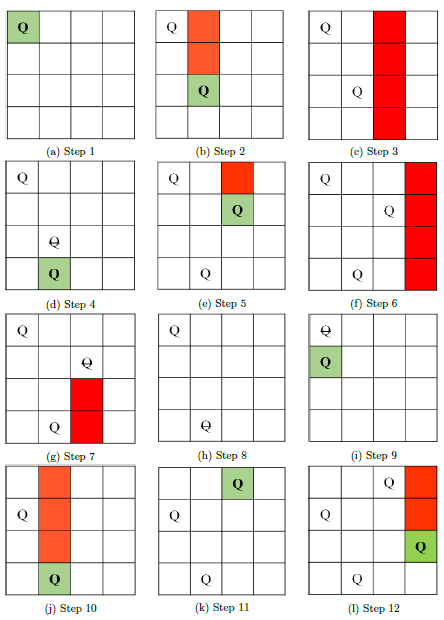 Q
Q
Q
Q
Q
(a) Step 1
(b) Step 2
(c) Step 3
Q
Q
Q
Q
Q
Q
Q
Q
Q
(d) Step 4
(e) Step 5
(f) Step 6
Q
Q
Q
Q
Q
Q
Q
(g) Step 7
(h) Step 8
(i) Step 9
Q
Q
Q
Q
Q
Q
Q
Q
Q
(j) Step 10
(k) Step 11
(l) Step 12